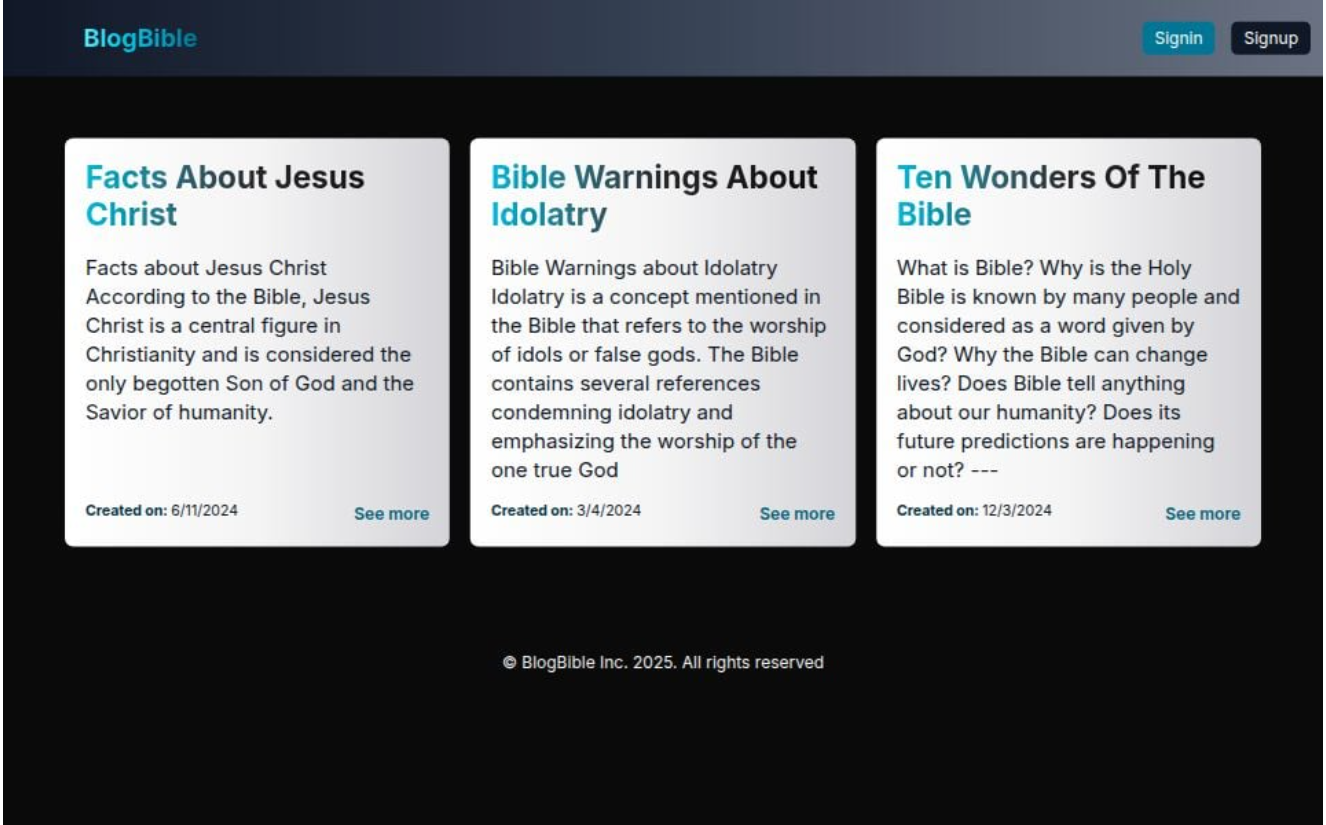 BlogBible
Signin
Signup
Facts About Jesus
Christ
Facts about Jesus Christ
According to the Bible, Jesus
Christ is a central figure in
Christianity and is considered the
only begotten Son of God and the
Savior of humanity.
Created on: 6/11/2024
See more
Bible Warnings About
Idolatry
Bible Warnings about Idolatry
Idolatry is a concept mentioned in
the Bible that refers to the worship
of idols or false gods. The Bible
contains several references
condemning idolatry and
emphasizing the worship of the
one true God
Created on: 3/4/2024
See more
Ten Wonders Of The
Bible
What is Bible? Why is the Holy
Bible is known by many people and
considered as a word given by
God? Why the Bible can change
lives? Does Bible tell anything
about our humanity? Does its
future predictions are happening
or not? ---
Created on: 12/3/2024
See more
© BlogBible Inc. 2025. All rights reserved